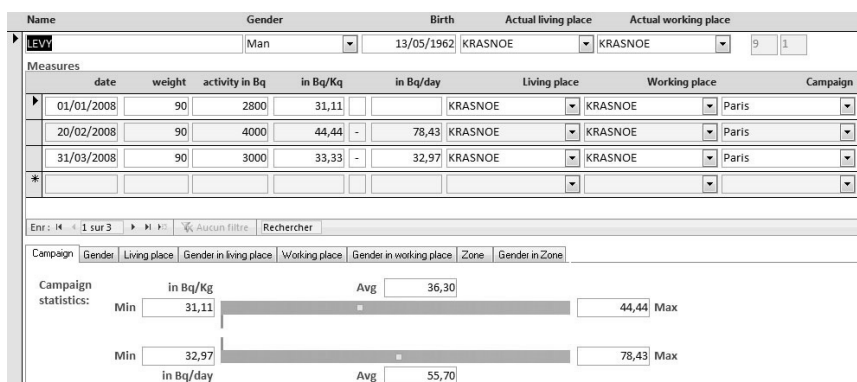 Name Gender Birth Actual living place Actual working place
LEVY Man 13/05/1962 KRASNOE KRASNOE 9 1
Measures
date weight activity in Bq in Bq/Kq in Bq/day Living place Working place Campaign
01/01/2008 90 2800 31,11 KRASNOE KRASNOE Paris
20/02/2008 90 4000 44,44 - 78,43 KRASNOE KRASNOE Paris
31/03/2008 90 3000 33,33 - 32,97 KRASNOE KRASNOE Paris
Enr: 1 sur 3 Aucun filtre Rechercher
Campaign Gender Living place Gender in living place Working place Gender in working place Zone Gender in Zone
Campaign in Bq/Kg Avg 36,30
statistics:
Min 31,11 44,44 Max
Min 32,97 78,43 Max
in Bq/day Avg 55,70